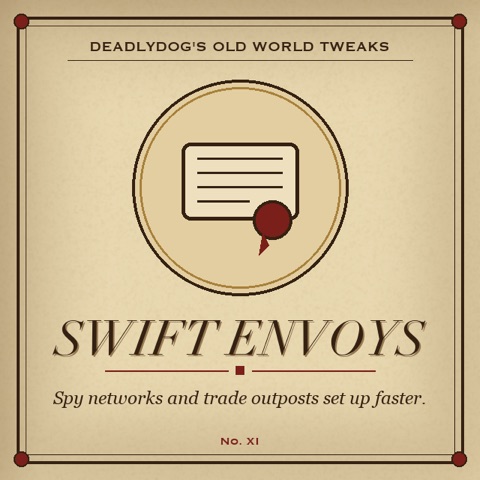 DEADLYDOG'S OLD WORLD TWEAKS
SWIFT ENVOYS
Spy networks and trade outposts set up faster.
No. XI